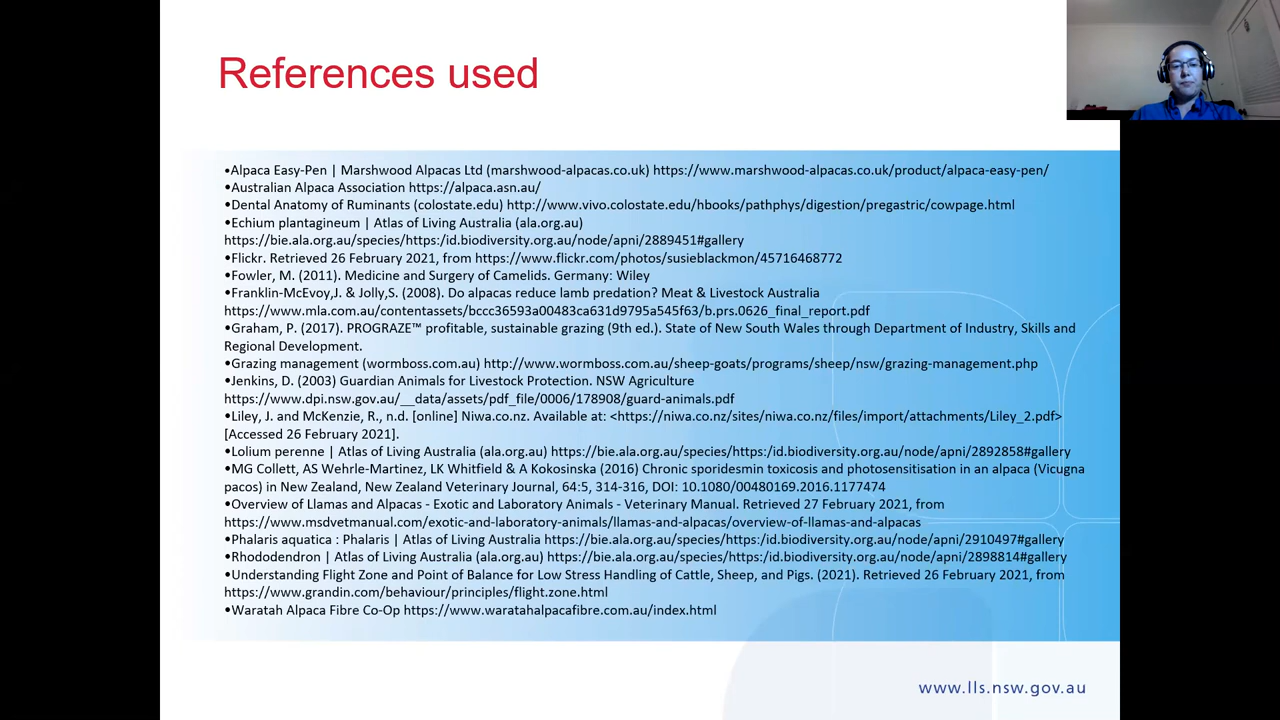 References used
•Alpaca Easy-Pen | Marshwood Alpacas Ltd (marshwood-alpacas.co.uk) https://www.marshwood-alpacas.co.uk/product/alpaca-easy-pen/
•Australian Alpaca Association https://alpaca.asn.au/
•Dental Anatomy of Ruminants (colostate.edu) http://www.vivo.colostate.edu/hbooks/pathphys/digestion/pregastric/cowpage.html
•Echium plantagineum | Atlas of Living Australia (ala.org.au)
https://bie.ala.org.au/species/https:/id.biodiversity.org.au/node/apni/2889451#gallery
•Flickr. Retrieved 26 February 2021, from https://www.flickr.com/photos/susieblackmon/45716468772
•Fowler, M. (2011). Medicine and Surgery of Camelids. Germany: Wiley
•Franklin-McEvoy,J. & Jolly,S. (2008). Do alpacas reduce lamb predation? Meat & Livestock Australia
https://www.mla.com.au/contentassets/bccc36593a00483ca631d9795a545f63/b.prs.0626_final_report.pdf
•Graham, P. (2017). PROGRAZE™ profitable, sustainable grazing (9th ed.). State of New South Wales through Department of Industry, Skills and
Regional Development.
•Grazing management (wormboss.com.au) http://www.wormboss.com.au/sheep-goats/programs/sheep/nsw/grazing-management.php
•Jenkins, D. (2003) Guardian Animals for Livestock Protection. NSW Agriculture
https://www.dpi.nsw.gov.au/__data/assets/pdf_file/0006/178908/guard-animals.pdf
•Liley, J. and McKenzie, R., n.d. [online] Niwa.co.nz. Available at: <https://niwa.co.nz/sites/niwa.co.nz/files/import/attachments/Liley_2.pdf>
[Accessed 26 February 2021].
•Lolium perenne | Atlas of Living Australia (ala.org.au) https://bie.ala.org.au/species/https:/id.biodiversity.org.au/node/apni/2892858#gallery
•MG Collett, AS Wehrle-Martinez, LK Whitfield & A Kokosinska (2016) Chronic sporidesmin toxicosis and photosensitisation in an alpaca (Vicugna
pacos) in New Zealand, New Zealand Veterinary Journal, 64:5, 314-316, DOI: 10.1080/00480169.2016.1177474
•Overview of Llamas and Alpacas - Exotic and Laboratory Animals - Veterinary Manual. Retrieved 27 February 2021, from
https://www.msdvetmanual.com/exotic-and-laboratory-animals/llamas-and-alpacas/overview-of-llamas-and-alpacas
•Phalaris aquatica : Phalaris | Atlas of Living Australia https://bie.ala.org.au/species/https:/id.biodiversity.org.au/node/apni/2910497#gallery
•Rhododendron | Atlas of Living Australia (ala.org.au) https://bie.ala.org.au/species/https:/id.biodiversity.org.au/node/apni/2898814#gallery
•Understanding Flight Zone and Point of Balance for Low Stress Handling of Cattle, Sheep, and Pigs. (2021). Retrieved 26 February 2021, from
https://www.grandin.com/behaviour/principles/flight.zone.html
•Waratah Alpaca Fibre Co-Op https://www.waratahalpacafibre.com.au/index.html
www.lls.nsw.gov.au